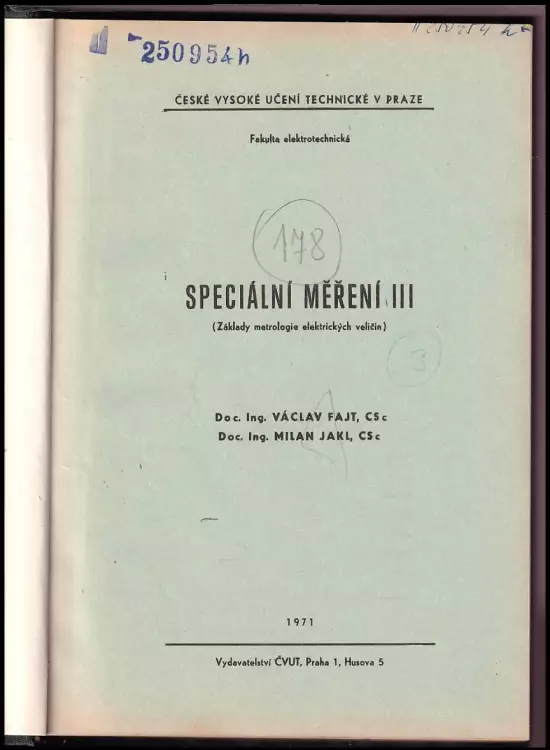 250954h
ČESKÉ VYSOKÉ UČENÍ TECHNICKÉ V PRAZE
Fakulta elektrotechnická
178
SPECIÁLNÍ MĚŘENÍ III
(Základy metrologie elektrických veličin)
3
Doc. Ing. VÁCLAV FAJT, CSc
Doc. Ing. MILAN JAKL, CSc
1971
Vydavatelství ČVUT, Praha 1, Husova 5